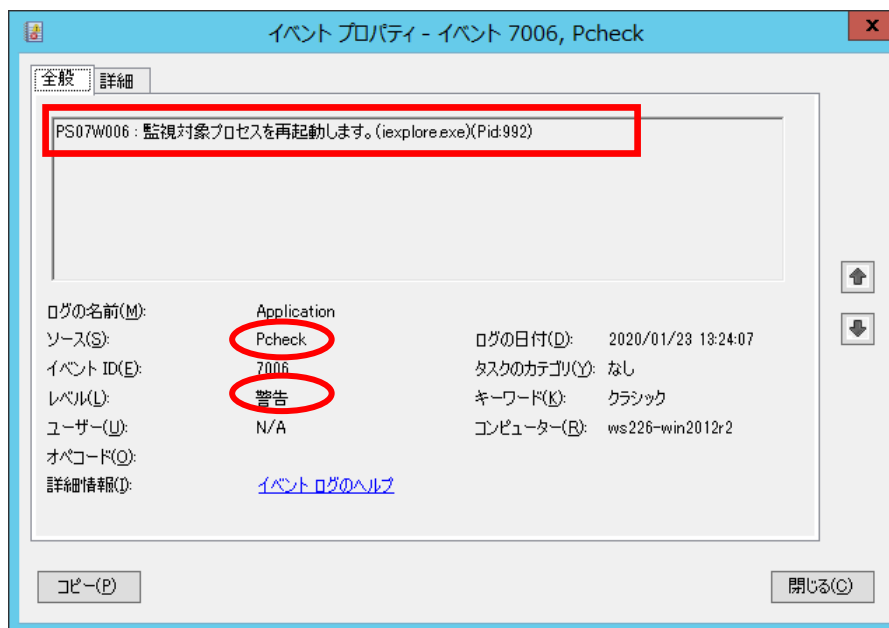 イベント プロパティ - イベント 7006, Pcheck
x
全般 詳細
PS07W006 : 監視対象プロセスを再起動します。(iexplore.exe)(Pid:992)
ログの名前(M): Application
ソース(S): Pcheck ログの日付(D): 2020/01/23 13:24:07
イベント ID(E): 7006 タスクのカテゴリ(Y): なし
レベル(L): 警告 キーワード(K): クラシック
ユーザー(U): N/A コンピューター(R): ws226-win2012r2
オペコード(O):
詳細情報(I): イベント ログのヘルプ
コピー(P) 閉じる(C)